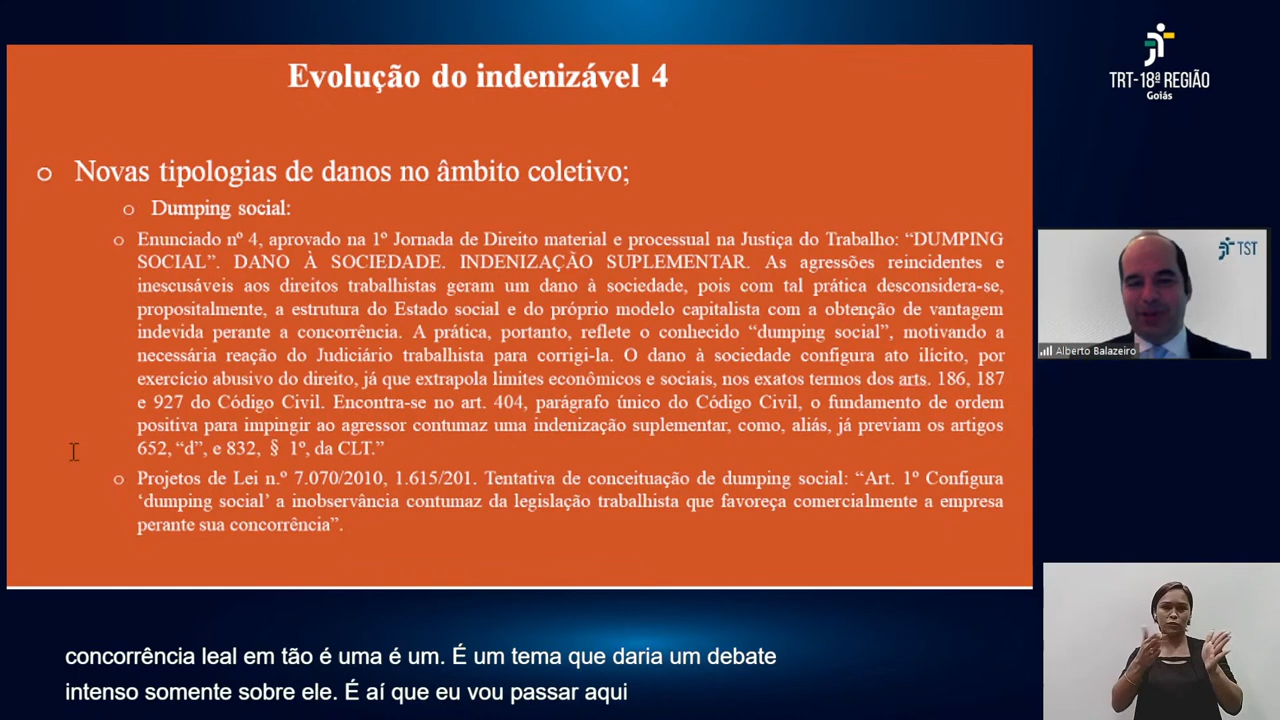 Evolução do indenizável 4
TRT-18ª REGIÃO
Goiás
o Novas tipologias de danos no âmbito coletivo;
o Dumping social:
o Enunciado nº 4, aprovado na 1º Jornada de Direito material e processual na Justiça do Trabalho: “DUMPING
SOCIAL”. DANO À SOCIEDADE. INDENIZAÇÃO SUPLEMENTAR. As agressões reincidentes e
inescusáveis aos direitos trabalhistas geram um dano à sociedade, pois com tal prática desconsidera-se,
propositalmente, a estrutura do Estado social e do próprio modelo capitalista com a obtenção de vantagem
indevida perante a concorrência. A prática, portanto, reflete o conhecido “dumping social”, motivando a
necessária reação do Judiciário trabalhista para corrigi-la. O dano à sociedade configura ato ilícito, por
exercício abusivo do direito, já que extrapola limites econômicos e sociais, nos exatos termos dos arts. 186, 187
e 927 do Código Civil. Encontra-se no art. 404, parágrafo único do Código Civil, o fundamento de ordem
positiva para impingir ao agressor contumaz uma indenização suplementar, como, aliás, já previam os artigos
652, “d”, e 832, § 1º, da CLT.”
o Projetos de Lei n.º 7.070/2010, 1.615/201. Tentativa de conceituação de dumping social: “Art. 1º Configura
‘dumping social’ a inobservância contumaz da legislação trabalhista que favoreça comercialmente a empresa
perante sua concorrência”.
TST
Alberto Balazeiro
concorrência leal em tão é uma é um. É um tema que daria um debate
intenso somente sobre ele. É aí que eu vou passar aqui